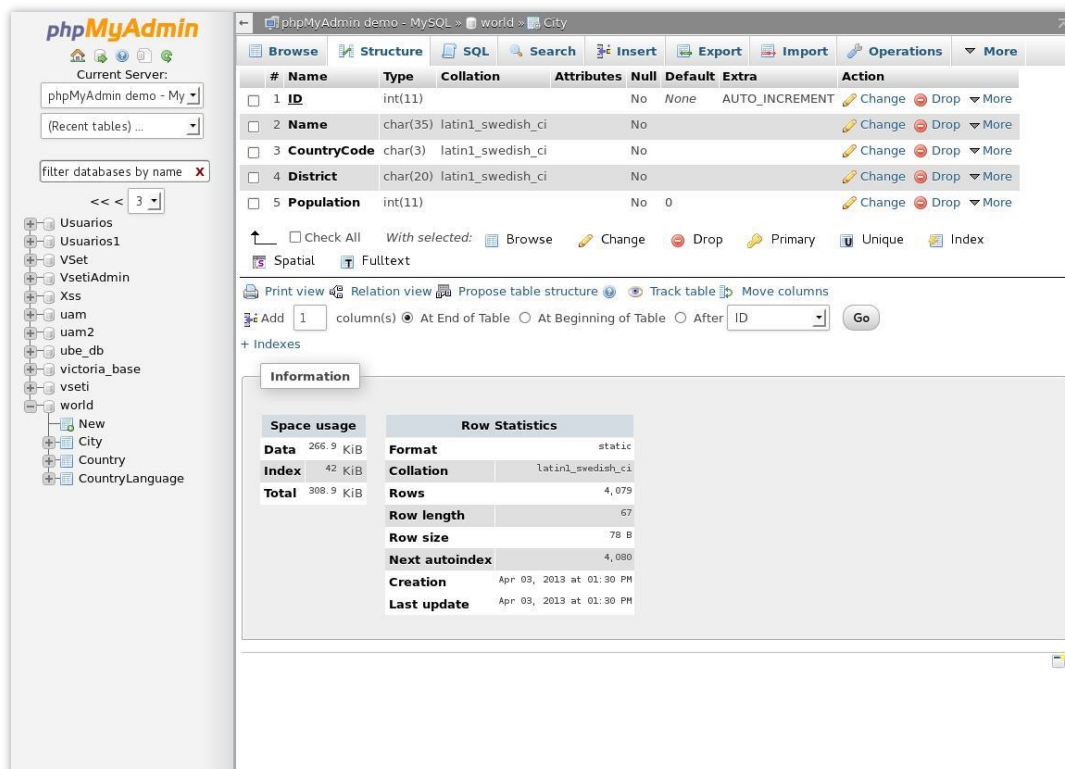 phpMyAdmin
Current Server:
phpMyAdmin demo - My
(Recent tables) ...
filter databases by name X
<< < 3
Usuarios
Usuarios1
VSet
VsetiAdmin
Xss
uam
uam2
ube_db
victoria_base
vseti
world
New
City
Country
CountryLanguage
phpMyAdmin demo - MySQL » world » City
Browse Structure SQL Search Insert Export Import Operations More
# Name Type Collation Attributes Null Default Extra Action
1 ID int(11) No None AUTO_INCREMENT Change Drop More
2 Name char(35) latin1_swedish_ci No Change Drop More
3 CountryCode char(3) latin1_swedish_ci No Change Drop More
4 District char(20) latin1_swedish_ci No Change Drop More
5 Population int(11) No 0 Change Drop More
Check All With selected: Browse Change Drop Primary Unique Index
Spatial Fulltext
Print view Relation view Propose table structure Track table Move columns
Add 1 column(s) At End of Table At Beginning of Table After ID Go
+ Indexes
Information
Space usage
Data 266.9 KiB
Index 42 KiB
Total 308.9 KiB
Row Statistics
Format static
Collation latin1_swedish_ci
Rows 4,079
Row length 67
Row size 78 B
Next autoindex 4,080
Creation Apr 03, 2013 at 01:30 PM
Last update Apr 03, 2013 at 01:30 PM